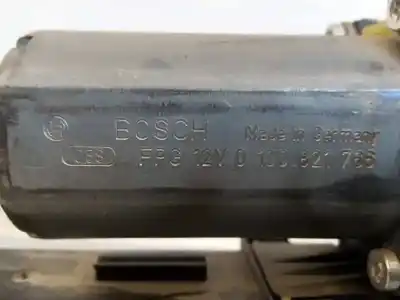 BOSCH Made in Germany
FPG 12V 0 130 821 766